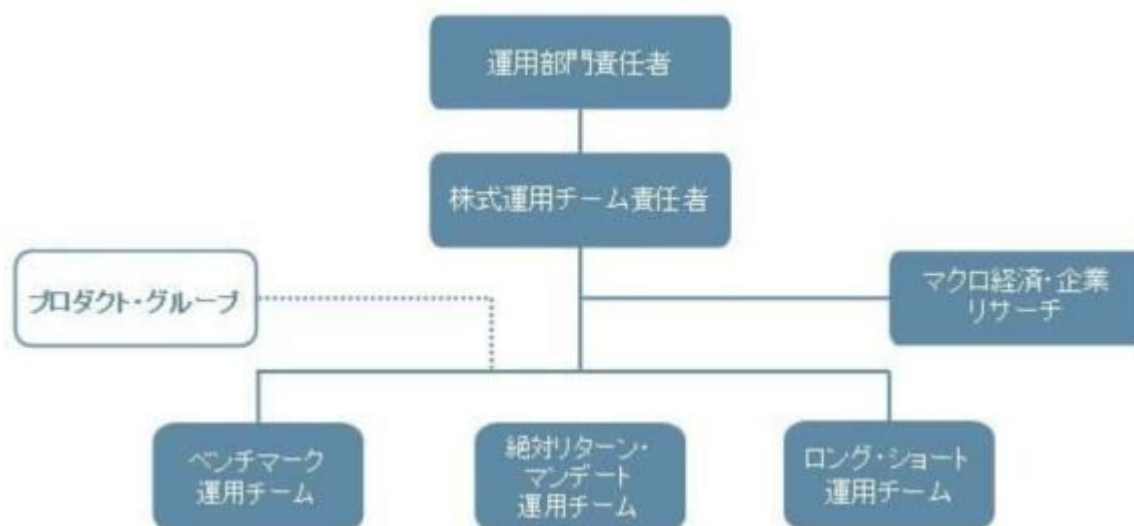 運用部門責任者
株式運用チーム責任者
プロダクト・グループ
マクロ経済・企業
リサーチ
ベンチマーク
運用チーム
絶対リターン・
マンデート
運用チーム
ロング・ショート
運用チーム